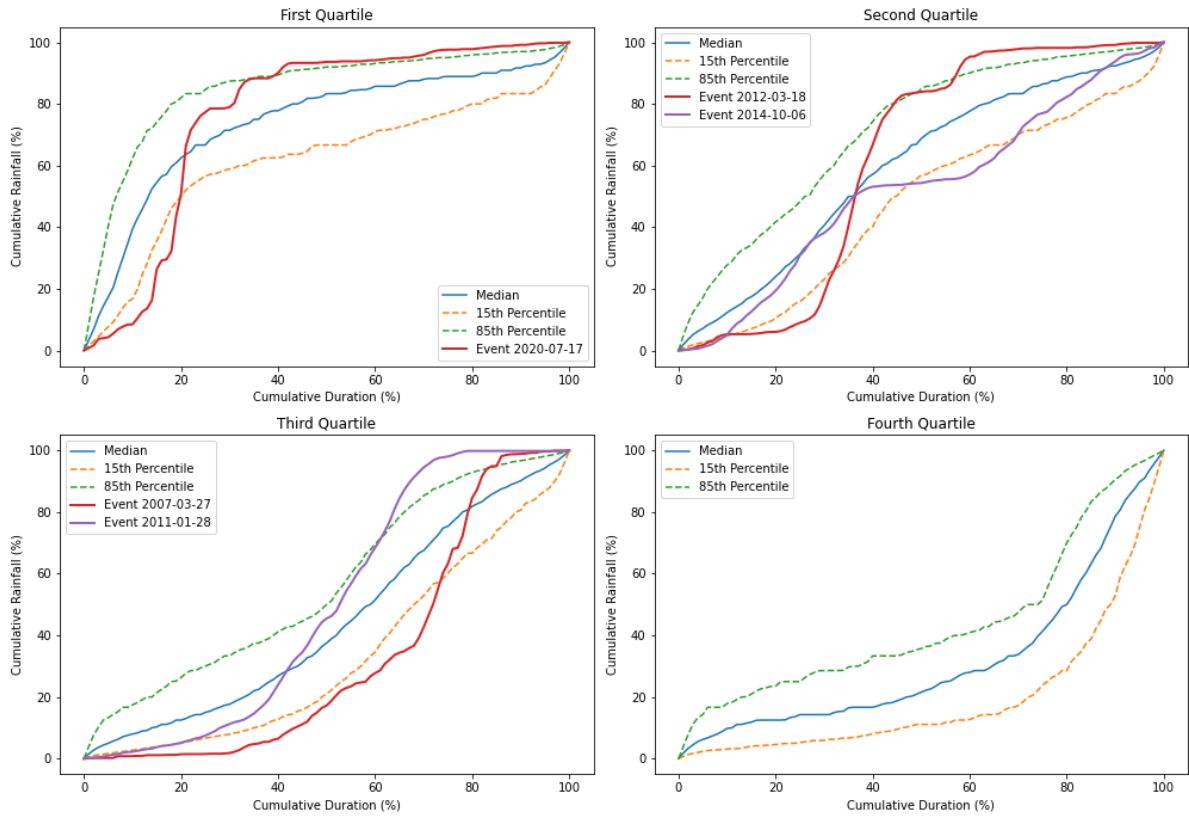 First Quartile
100
80
60
40
20
0
Cumulative Rainfall (%)
Median
15th Percentile
85th Percentile
Event 2020-07-17
0 20 40 60 80 100
Cumulative Duration (%)
Second Quartile
100
80
60
40
20
0
Cumulative Rainfall (%)
Median
15th Percentile
85th Percentile
Event 2012-03-18
Event 2014-10-06
0 20 40 60 80 100
Cumulative Duration (%)
Third Quartile
100
80
60
40
20
0
Cumulative Rainfall (%)
Median
15th Percentile
85th Percentile
Event 2007-03-27
Event 2011-01-28
0 20 40 60 80 100
Cumulative Duration (%)
Fourth Quartile
100
80
60
40
20
0
Cumulative Rainfall (%)
Median
15th Percentile
85th Percentile
0 20 40 60 80 100
Cumulative Duration (%)